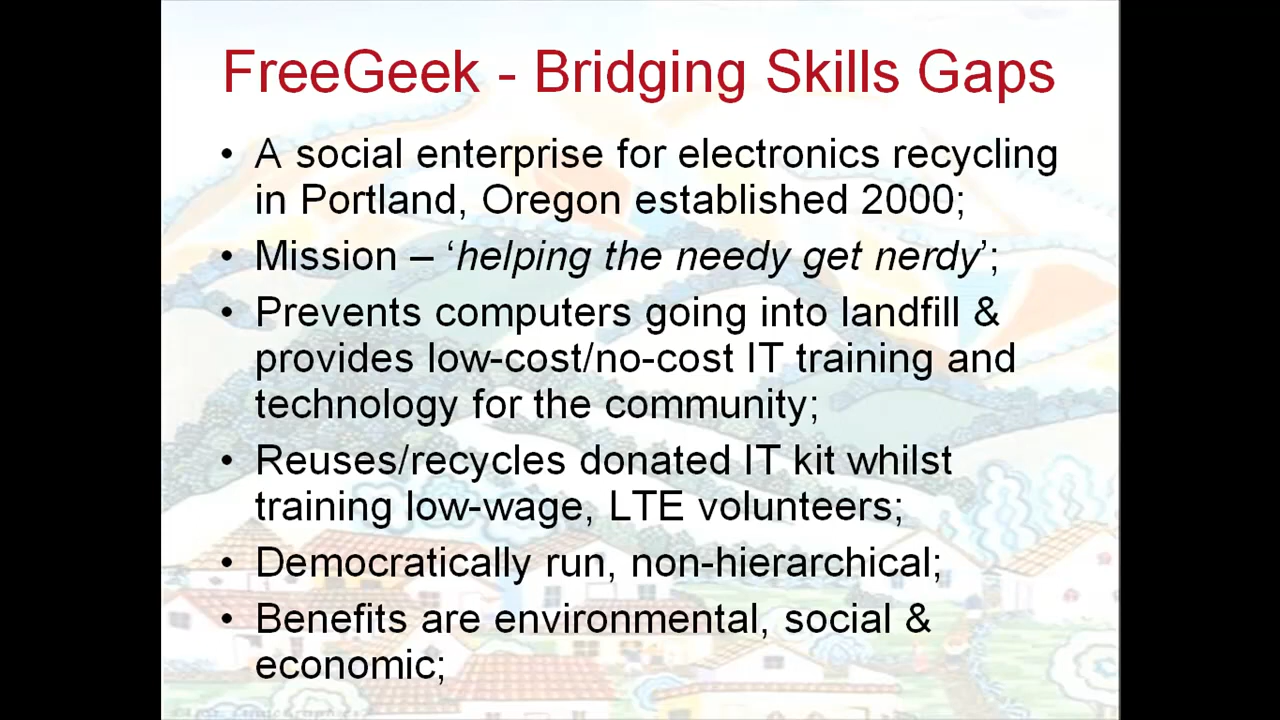 FreeGeek - Bridging Skills Gaps
• A social enterprise for electronics recycling
in Portland, Oregon established 2000;
• Mission – ‘helping the needy get nerdy’;
• Prevents computers going into landfill &
provides low-cost/no-cost IT training and
technology for the community;
• Reuses/recycles donated IT kit whilst
training low-wage, LTE volunteers;
• Democratically run, non-hierarchical;
• Benefits are environmental, social &
economic;